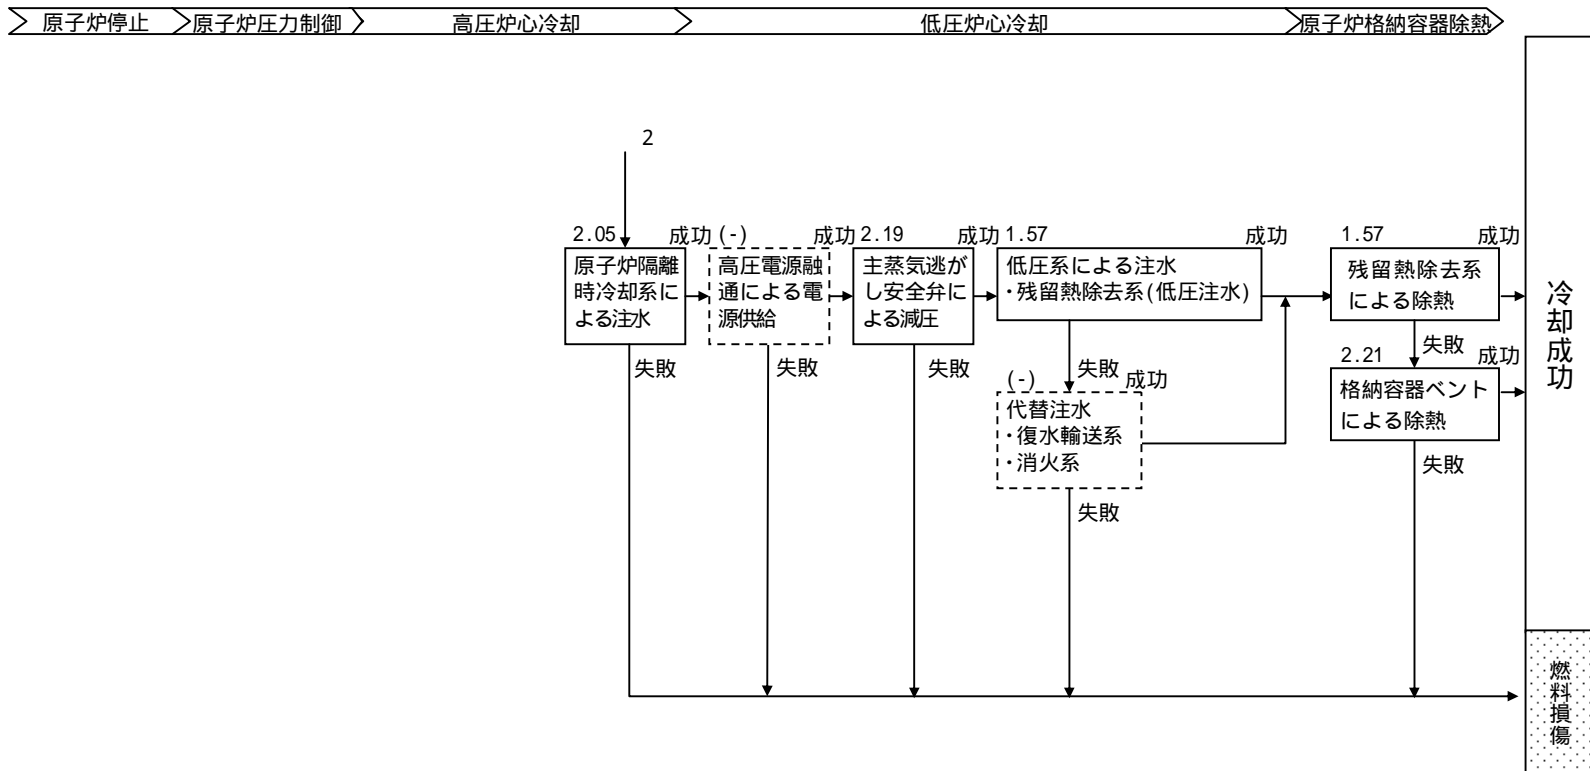 原子炉停止
原子炉圧力制御
高圧炉心冷却
低圧炉心冷却
原子炉格納容器除熱
2
2.05
成功
原子炉隔離
時冷却系に
よる注水
失敗
(-)
成功
高圧電源融
通による電
源供給
失敗
2.19
成功
主蒸気逃が
し安全弁に
よる減圧
失敗
1.57
成功
低圧系による注水
・残留熱除去系(低圧注水)
失敗
(-)
成功
代替注水
・復水輸送系
・消火系
失敗
1.57
成功
残留熱除去系
による除熱
失敗
2.21
成功
格納容器ベント
による除熱
失敗
冷却成功
燃料損傷